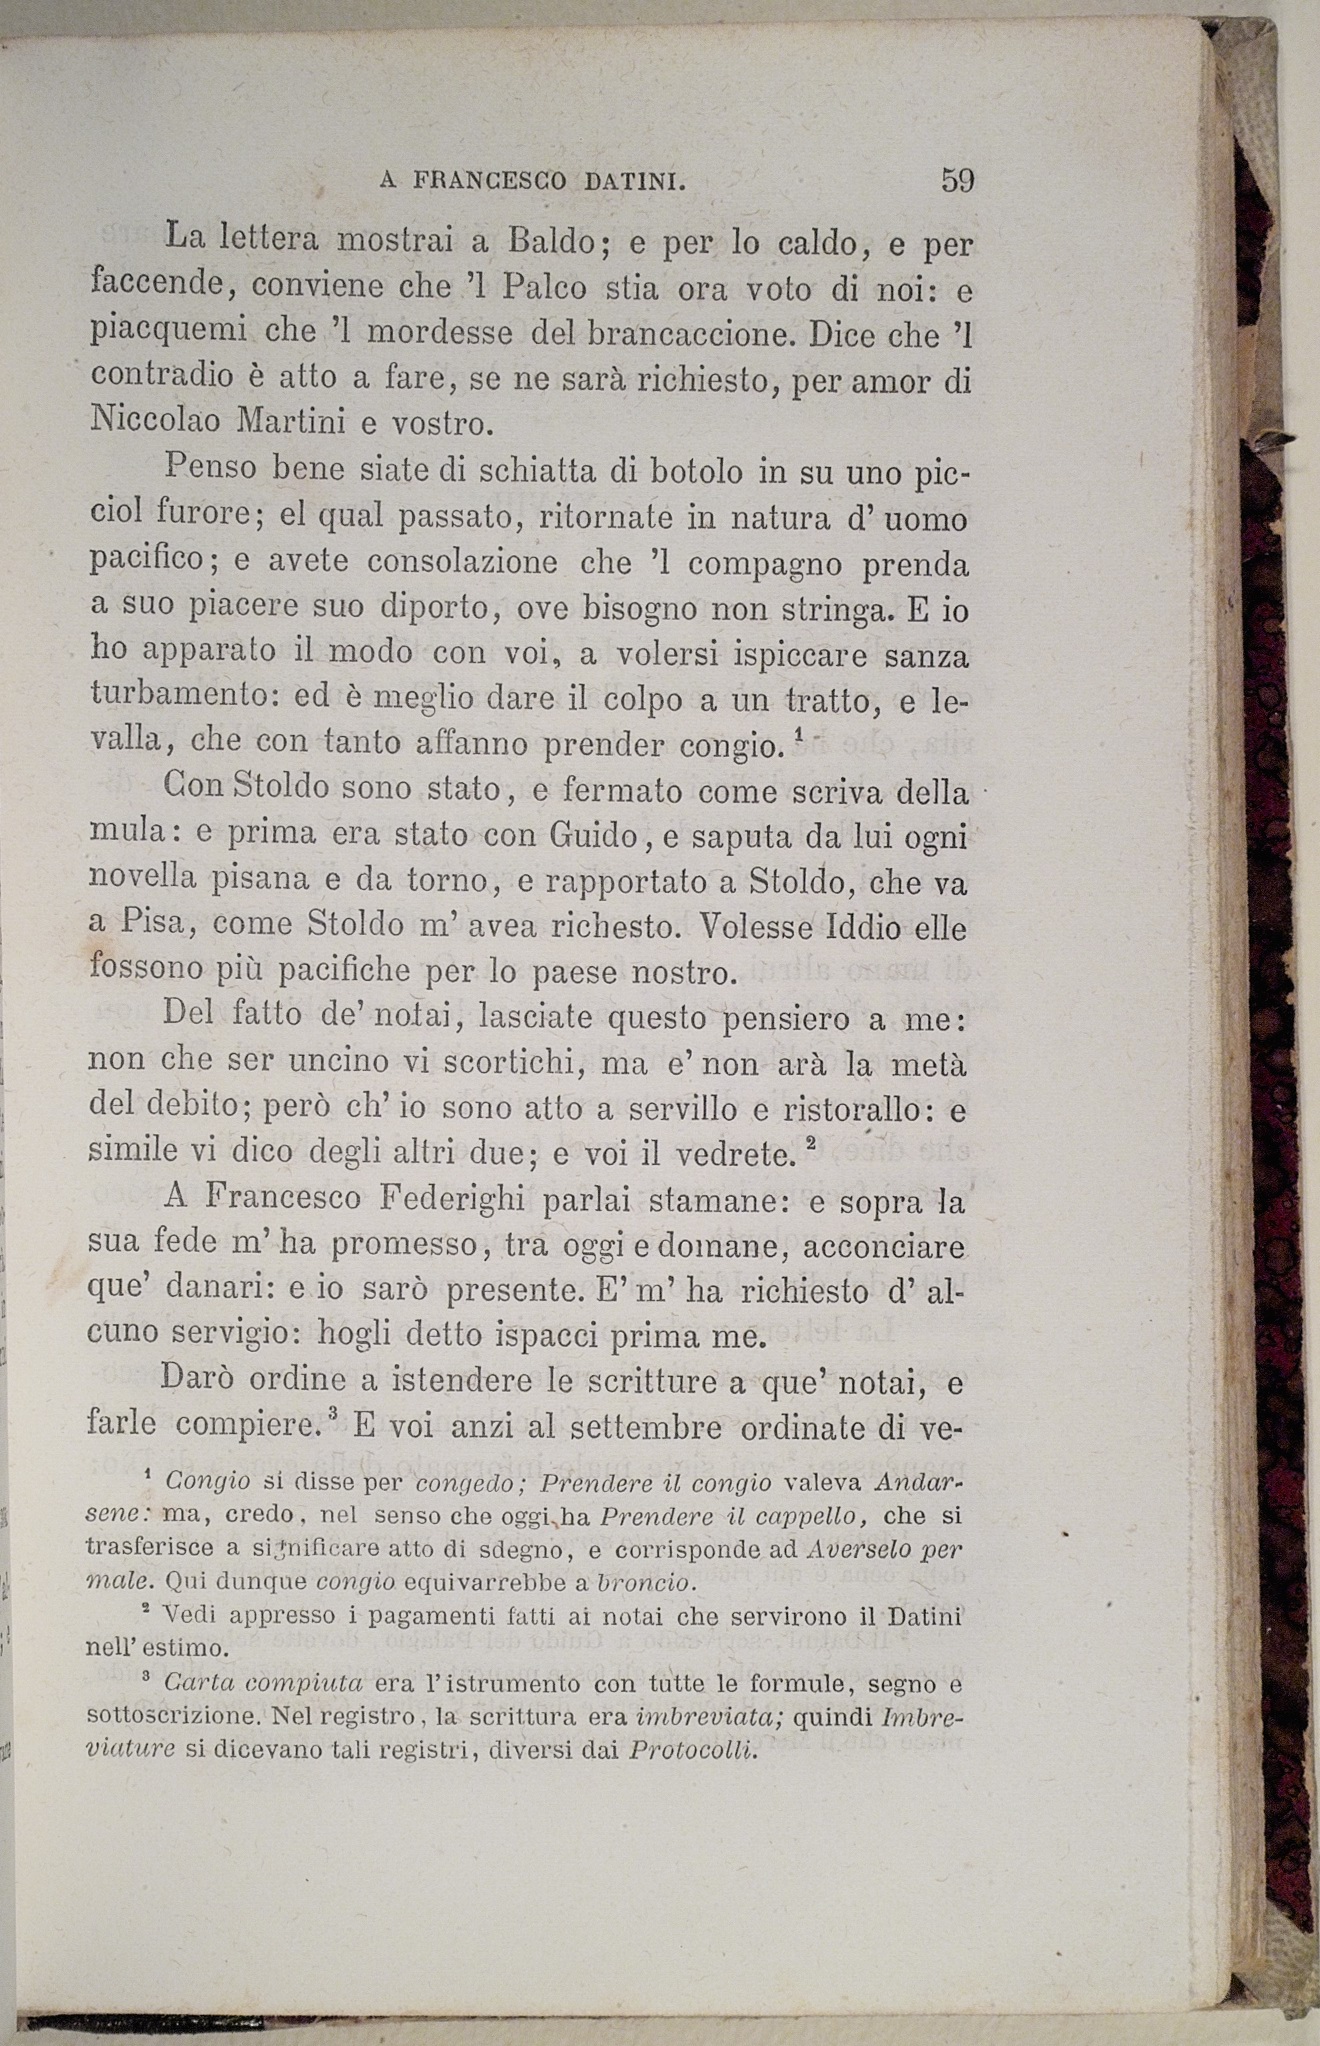 A FRANCESCO DATINI. 59
La lettera mostrai a Baldo; e per lo caldo, e per
faccende, conviene che 'l Palco stia ora voto di noi: e
piacquemi che 'l mordesse del brancaccione. Dice che 'l
contradio è atto a fare, se ne sarà richiesto, per amor di
Niccolao Martini e vostro.
Penso bene siate di schiatta di botolo in su uno pic-
ciol furore; el qual passato, ritornate in natura d' uomo
pacifico; e avete consolazione che 'l compagno prenda
a suo piacere suo diporto, ove bisogno non stringa. E io
ho apparato il modo con voi, a volersi ispiccare sanza
turbamento: ed è meglio dare il colpo a un tratto, e le-
valla, che con tanto affanno prender congio. ¹
Con Stoldo sono stato, e fermato come scriva della
mula: e prima era stato con Guido, e saputa da lui ogni
novella pisana e da torno, e rapportato a Stoldo, che va
a Pisa, come Stoldo m' avea richesto. Volesse Iddio elle
fossono più pacifiche per lo paese nostro.
Del fatto de' notai, lasciate questo pensiero a me:
non che ser uncino vi scortichi, ma e' non arà la metà
del debito; però ch' io sono atto a servillo e ristorallo: e
simile vi dico degli altri due; e voi il vedrete. ²
A Francesco Federighi parlai stamane: e sopra la
sua fede m' ha promesso, tra oggi e domane, acconciare
que' danari: e io sarò presente. E' m' ha richiesto d' al-
cuno servigio: hogli detto ispacci prima me.
Darò ordine a istendere le scritture a que' notai, e
farle compiere. ³ E voi anzi al settembre ordinate di ve-
¹ Congio si disse per congedo; Prendere il congio valeva Andar-
sene: ma, credo, nel senso che oggi ha Prendere il cappello, che si
trasferisce a significare atto di sdegno, e corrisponde ad Averselo per
male. Qui dunque congio equivarrebbe a broncio.
² Vedi appresso i pagamenti fatti ai notai che servirono il Datini
nell' estimo.
³ Carta compiuta era l' istrumento con tutte le formule, segno e
sottoscrizione. Nel registro, la scrittura era imbreviata; quindi Imbre-
viature si dicevano tali registri, diversi dai Protocolli.